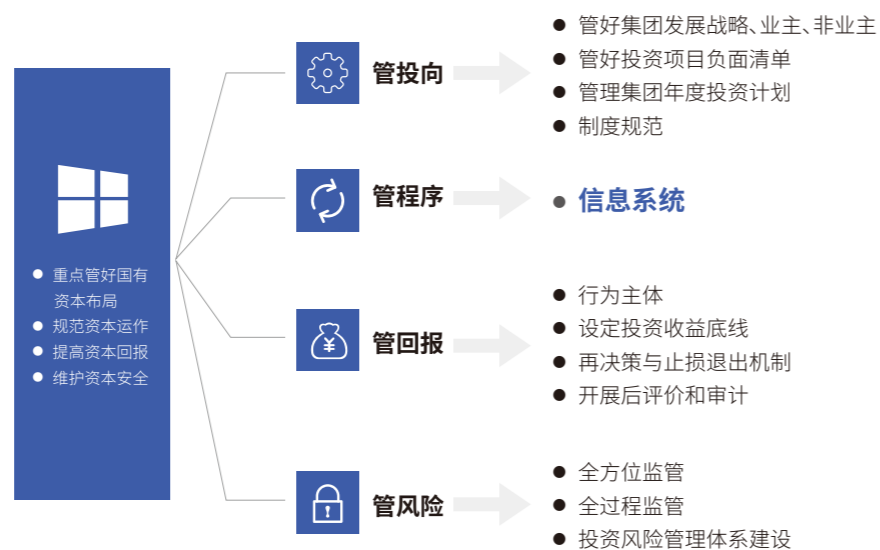 重点管好国有
资本布局
规范资本运作
提高资本回报
维护资本安全
管投向
管好集团发展战略、业主、非业主
管好投资项目负面清单
管理集团年度投资计划
制度规范
管程序
信息系统
管回报
行为主体
设定投资收益底线
再决策与止损退出机制
开展后评价和审计
管风险
全方位监管
全过程监管
投资风险管理体系建设